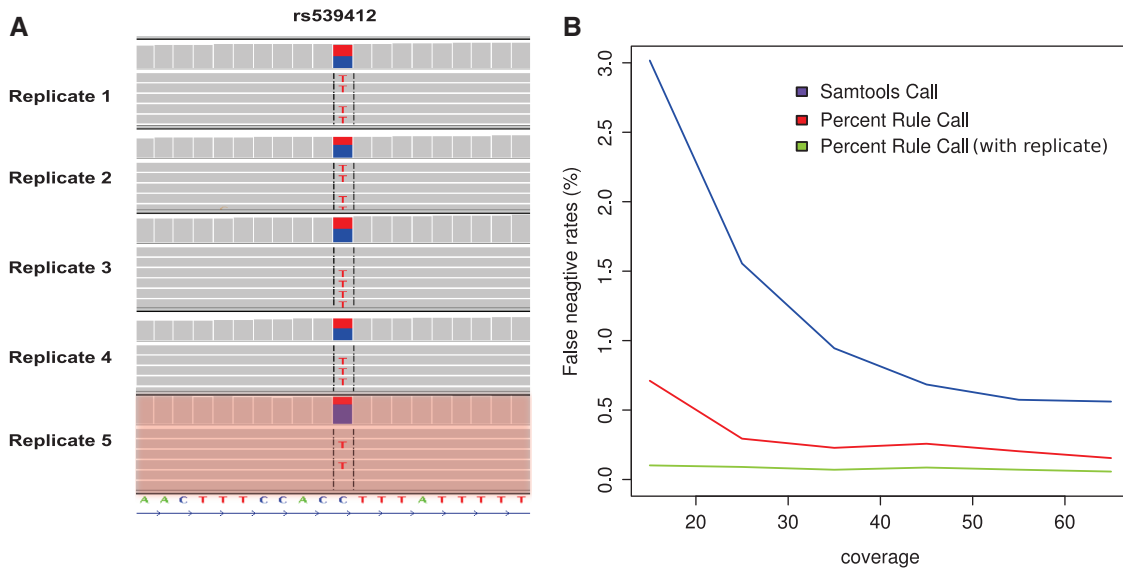 A
rs539412
Replicate 1
T
T
T
T
Replicate 2
T
T
T
T
Replicate 3
T
T
T
T
Replicate 4
T
T
T
Replicate 5
T
T
A A C T T T C C A C C T T T A T T T T T
B
Samtools Call
Percent Rule Call
Percent Rule Call (with replicate)
False neagtive rates (%)
3.0
2.5
2.0
1.5
1.0
0.5
0.0
20 30 40 50 60
coverage